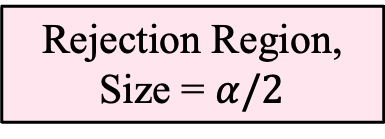 Rejection Region,
Size = α/2